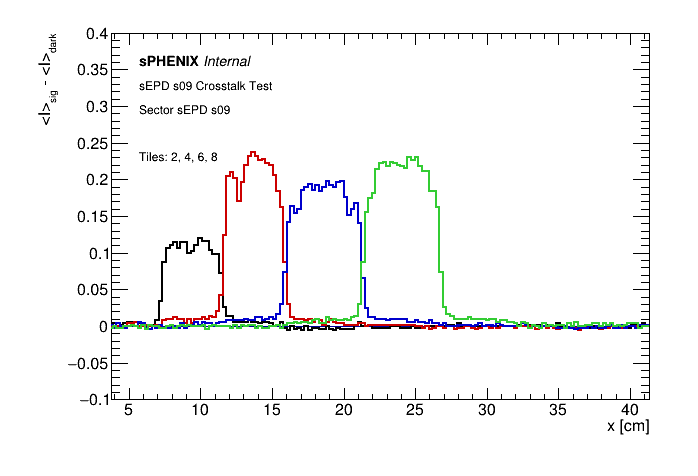 0.4
<I>sig - <I>dark
sPHENIX Internal
0.35
sEPD s09 Crosstalk Test
0.3
Sector sEPD s09
0.25
Tiles: 2, 4, 6, 8
0.2
0.15
0.1
0.05
0
−0.05
−0.1
5 10 15 20 25 30 35 40
x [cm]